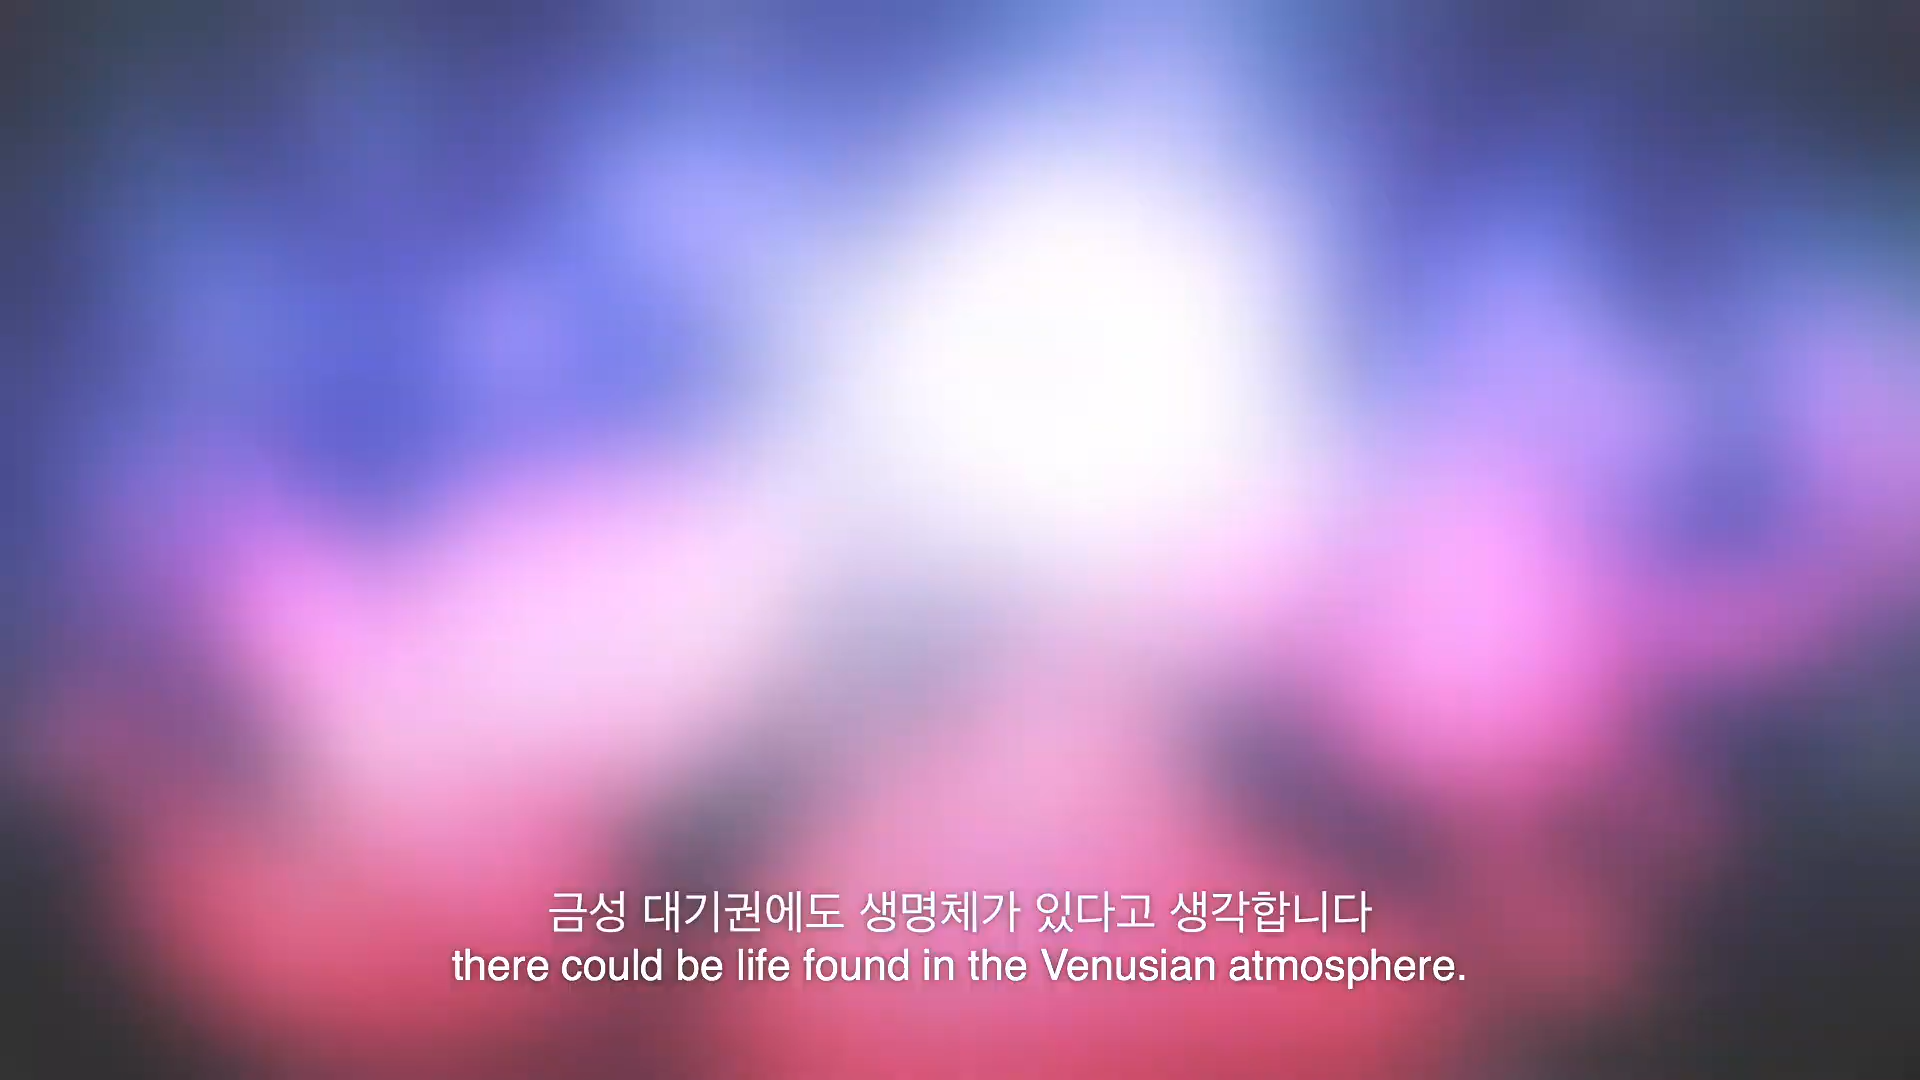 금성 대기권에도 생명체가 있다고 생각합니다
there could be life found in the Venusian atmosphere.